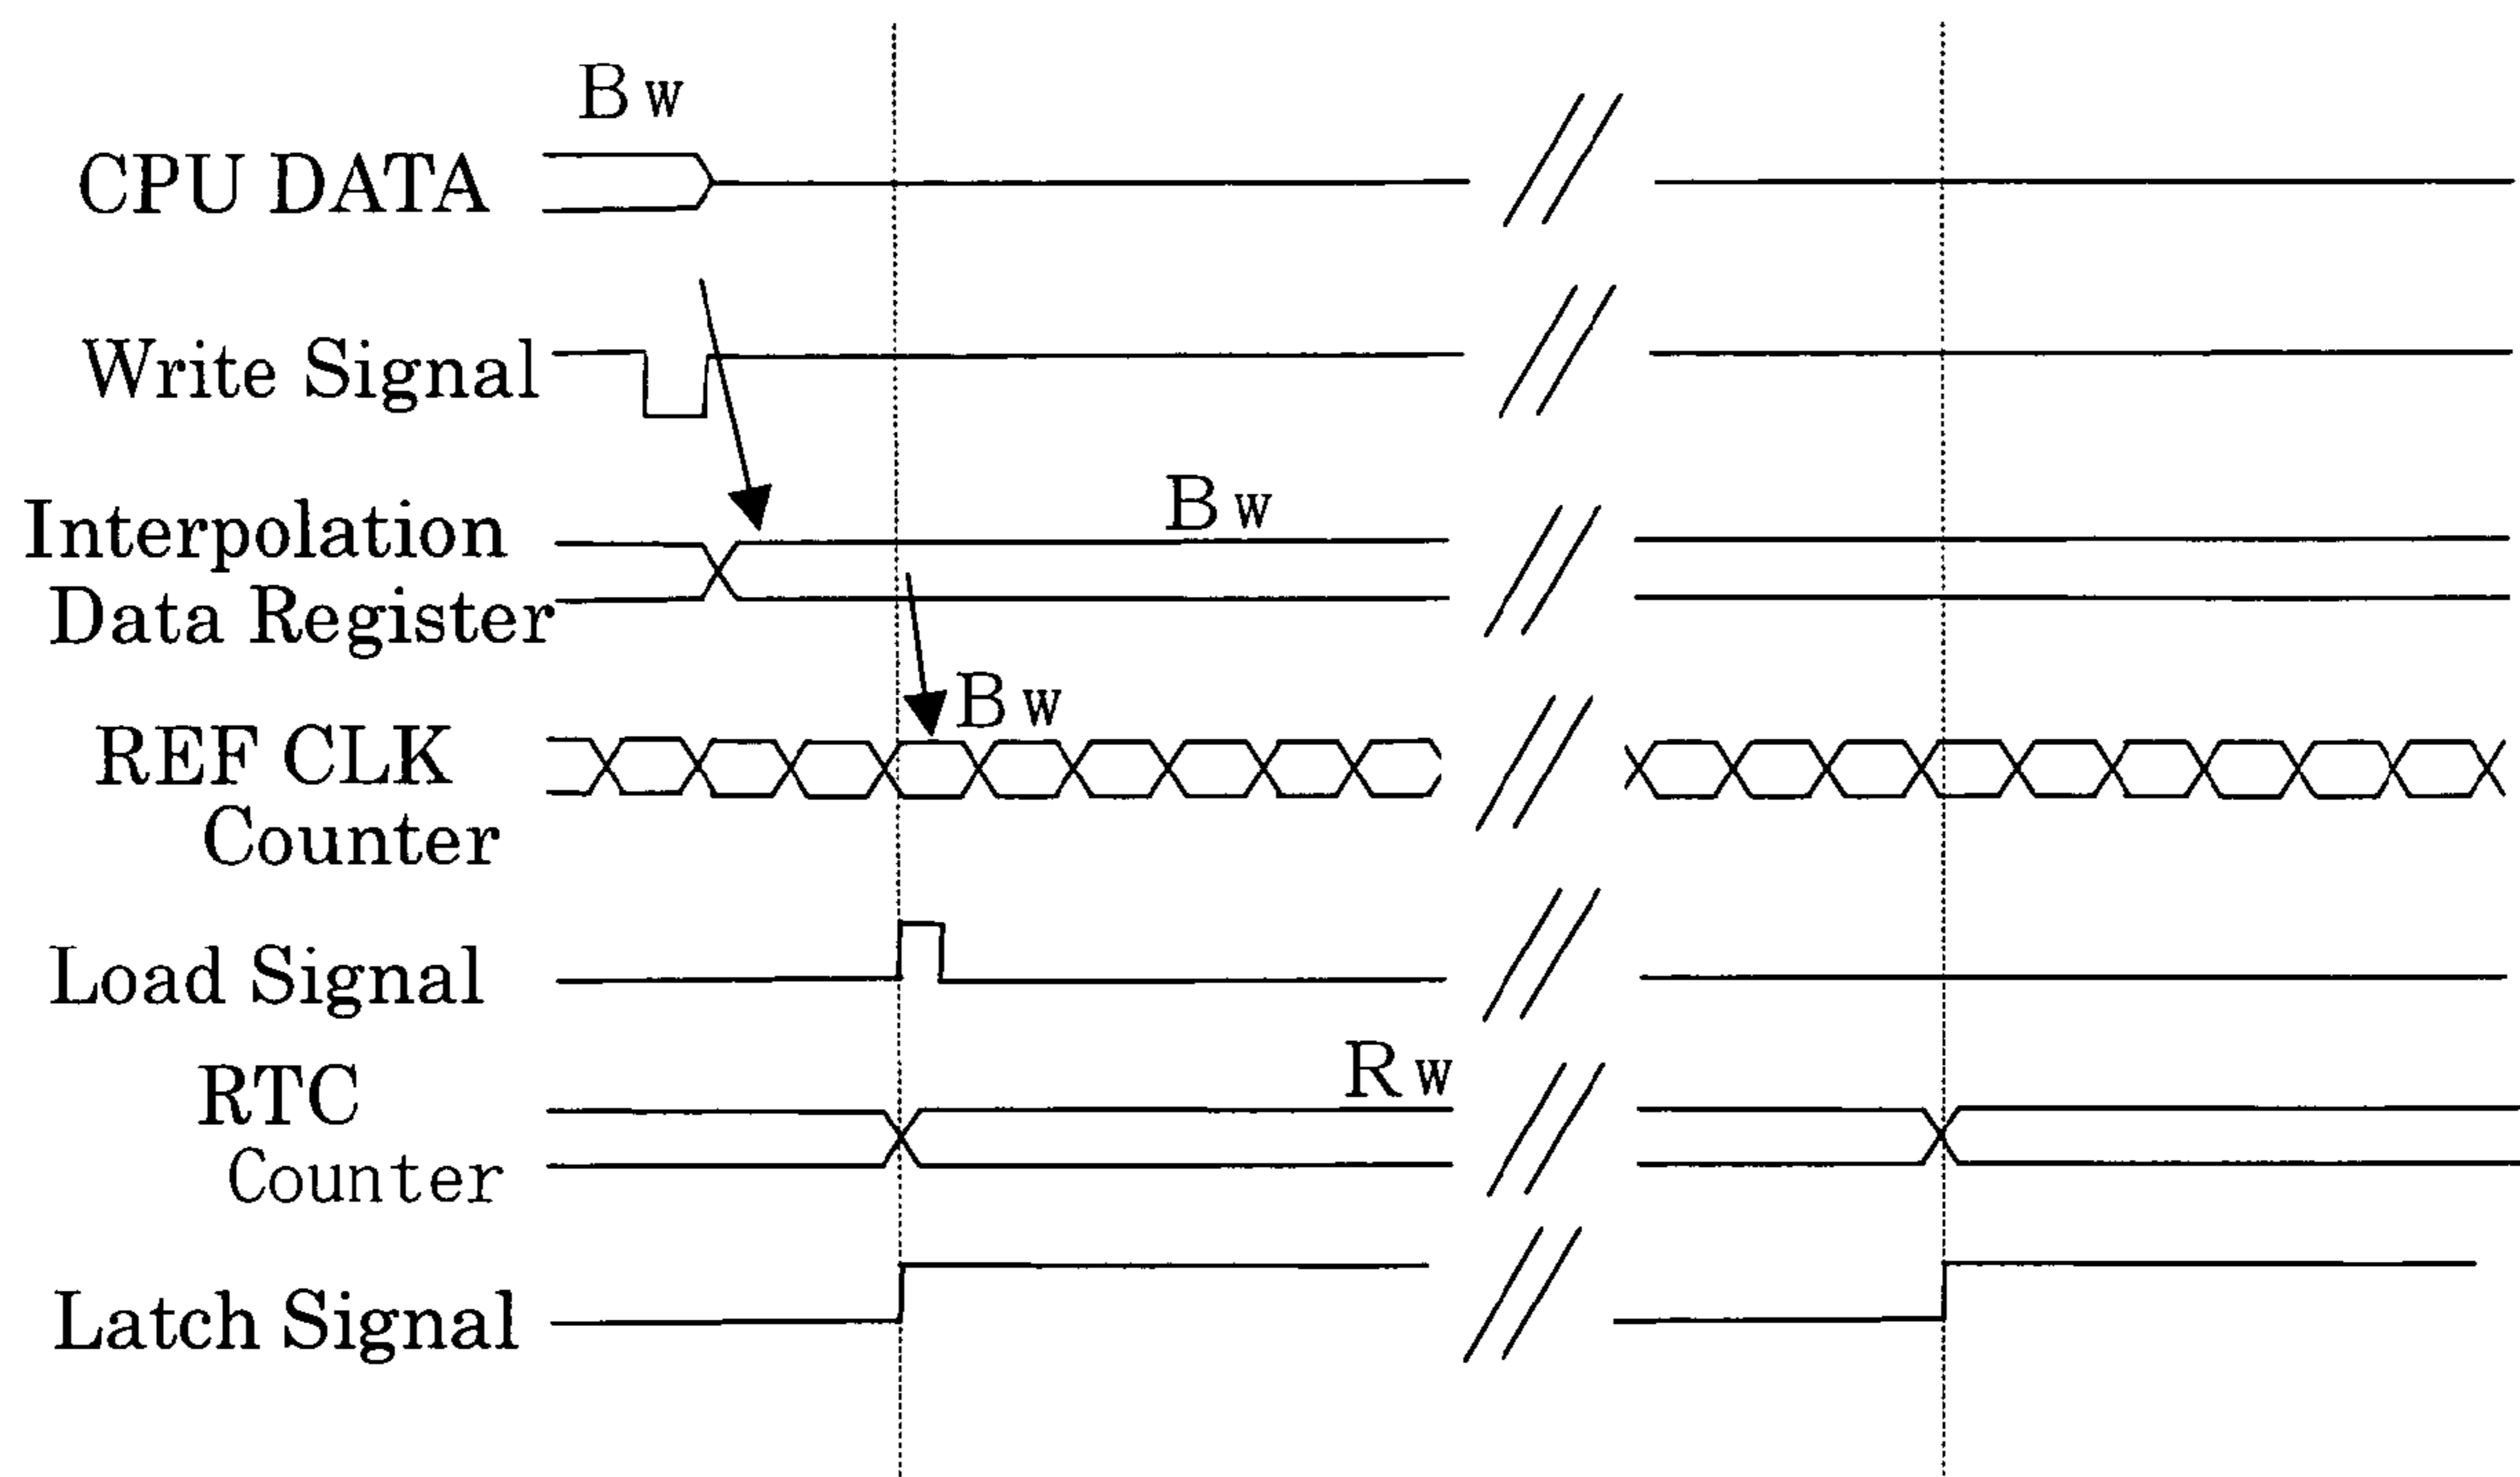 Bw
CPU DATA
Write Signal
Bw
Interpolation
Data Register
Bw
REF CLK
Counter
Load Signal
Rw
RTC
Counter
Latch Signal